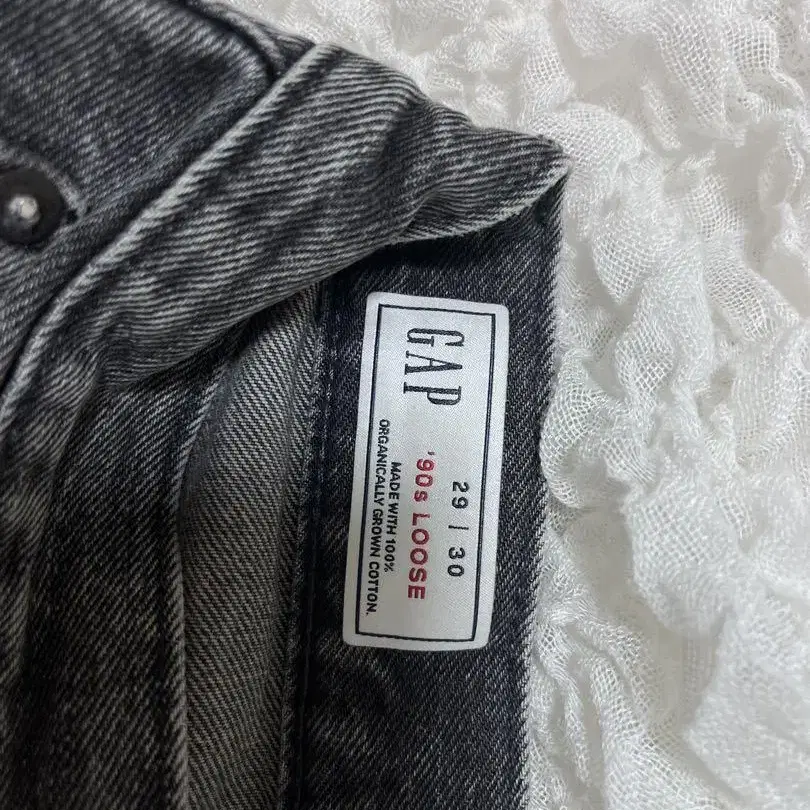 GAP
29 | 30
'90s LOOSE
MADE WITH 100%
ORGANICALLY GROWN COTTON.